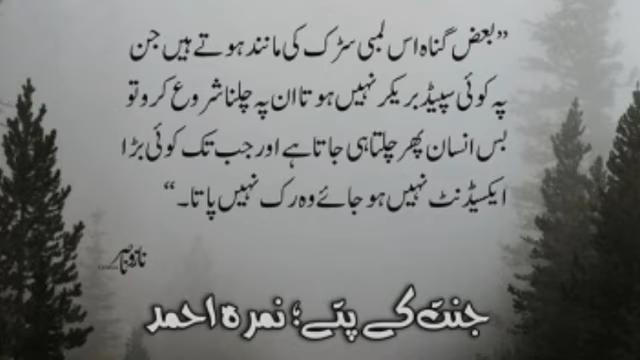 ”بعض گناہ اس لمبی سڑک کی مانند ہوتے ہیں جن
پہ کوئی سپیڈ بریکر نہیں ہوتا ان پہ چلنا شروع کرو تو
بس انسان پھر چلتا ہی جاتا ہے اور جب تک کوئی بڑا
ایکسیڈنٹ نہیں ہو جائے وہ رک نہیں پاتا۔“
جنت کے پتے؛ نمرہ احمد